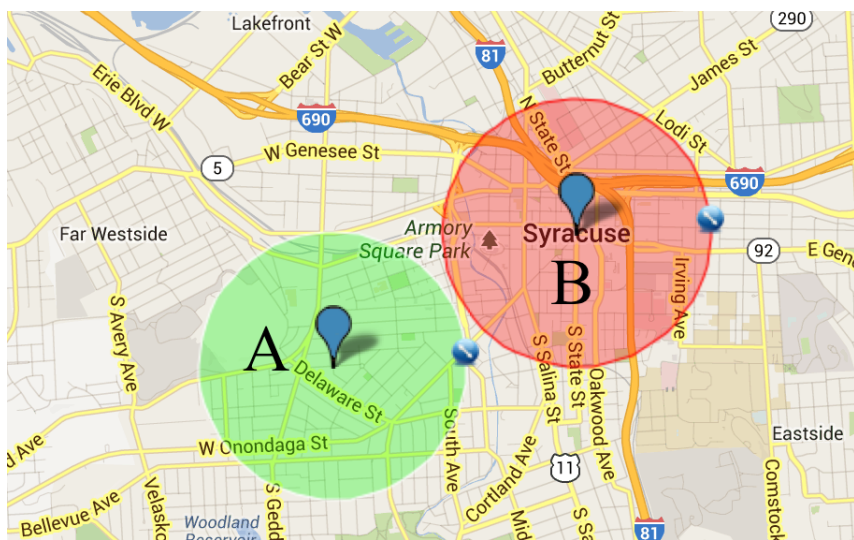 Lakefront
290
81
Bear St W
Butternut St
James St
Erie Blvd W
N State St
Lodi St
690
W Genesee St
5
690
Far Westside
Armory
Square Park
Syracuse
92
E Gene
B
Irving Ave
S Avery Ave
A
S Salina St
S State St
Oakwood Ave
Delaware St
South Ave
W Onondaga St
d Ave
Eastside
Cortland Ave
11
Bellevue Ave
Velasko
S Gedd
Woodland
Reservoir
Mid
S Sa
81
Comstock